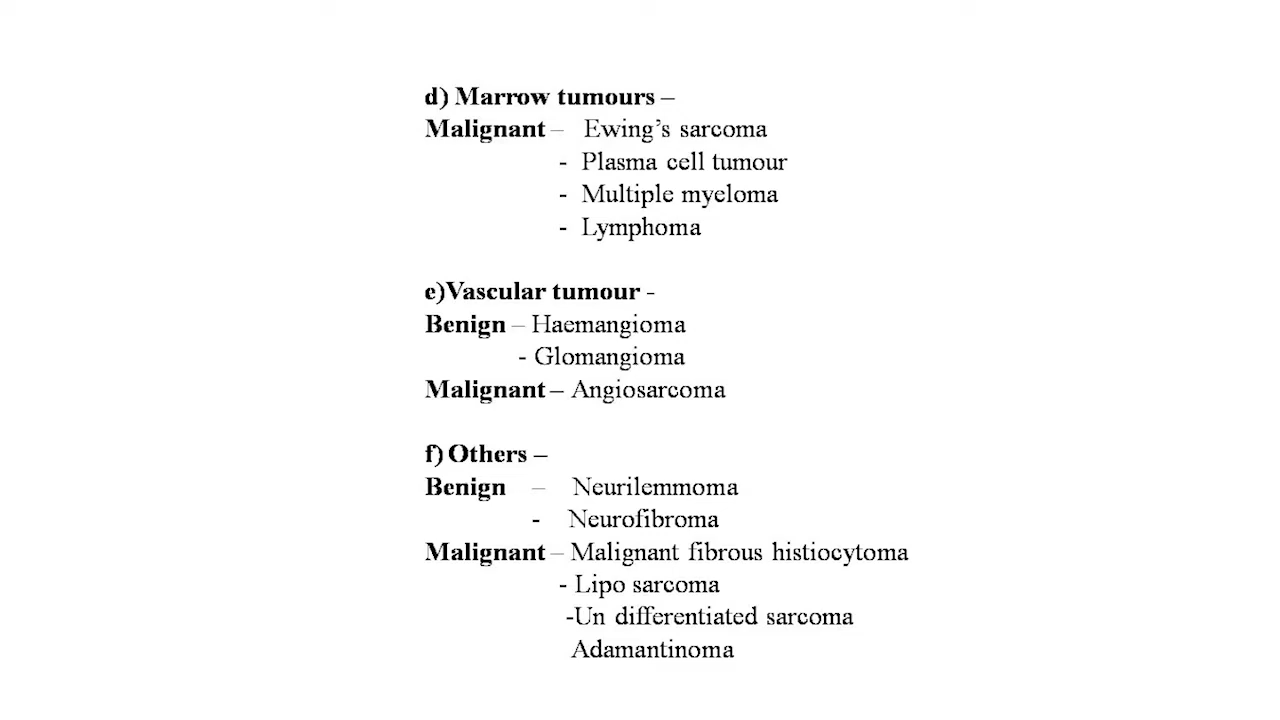 d) Marrow tumours –
Malignant – Ewing's sarcoma
- Plasma cell tumour
- Multiple myeloma
- Lymphoma
e)Vascular tumour -
Benign – Haemangioma
- Glomangioma
Malignant – Angiosarcoma
f) Others –
Benign – Neurilemmoma
- Neurofibroma
Malignant – Malignant fibrous histiocytoma
- Lipo sarcoma
-Un differentiated sarcoma
Adamantinoma